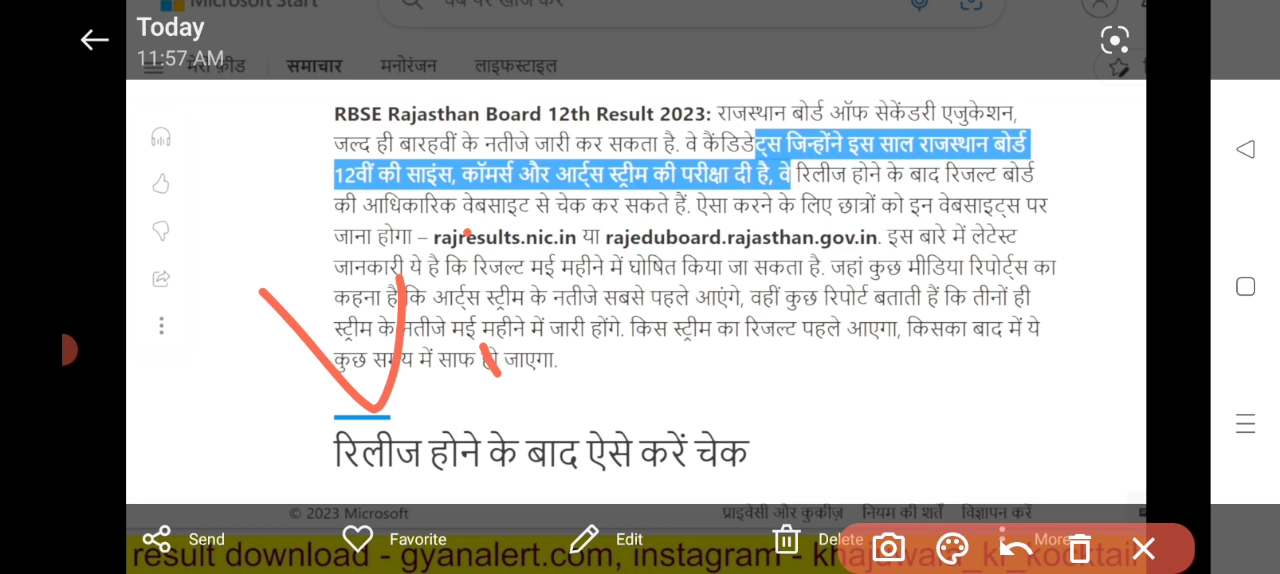 Microsoft Start
वेब पर खोज करें
Today
11:57 AM
मेरी फ़ीड समाचार मनोरंजन लाइफस्टाइल
RBSE Rajasthan Board 12th Result 2023: राजस्थान बोर्ड ऑफ सेकेंडरी एजुकेशन,
जल्द ही बारहवीं के नतीजे जारी कर सकता है. वे कैंडिडेट्स जिन्होंने इस साल राजस्थान बोर्ड
12वीं की साइंस, कॉमर्स और आर्ट्स स्ट्रीम की परीक्षा दी है, वे रिलीज होने के बाद रिजल्ट बोर्ड
की आधिकारिक वेबसाइट से चेक कर सकते हैं. ऐसा करने के लिए छात्रों को इन वेबसाइट्स पर
जाना होगा – rajresults.nic.in या rajeduboard.rajasthan.gov.in. इस बारे में लेटेस्ट
जानकारी ये है कि रिजल्ट मई महीने में घोषित किया जा सकता है. जहां कुछ मीडिया रिपोर्ट्स का
कहना है कि आर्ट्स स्ट्रीम के नतीजे सबसे पहले आएंगे, वहीं कुछ रिपोर्ट बताती हैं कि तीनों ही
स्ट्रीम के नतीजे मई महीने में जारी होंगे. किस स्ट्रीम का रिजल्ट पहले आएगा, किसका बाद में ये
कुछ समय में साफ हो जाएगा.
रिलीज होने के बाद ऐसे करें चेक
© 2023 Microsoft प्राइवेसी और कुकीज़ नियम की शर्तें विज्ञापन करें
Send Favorite Edit Delete More
result download - gyanalert.com, instagram -